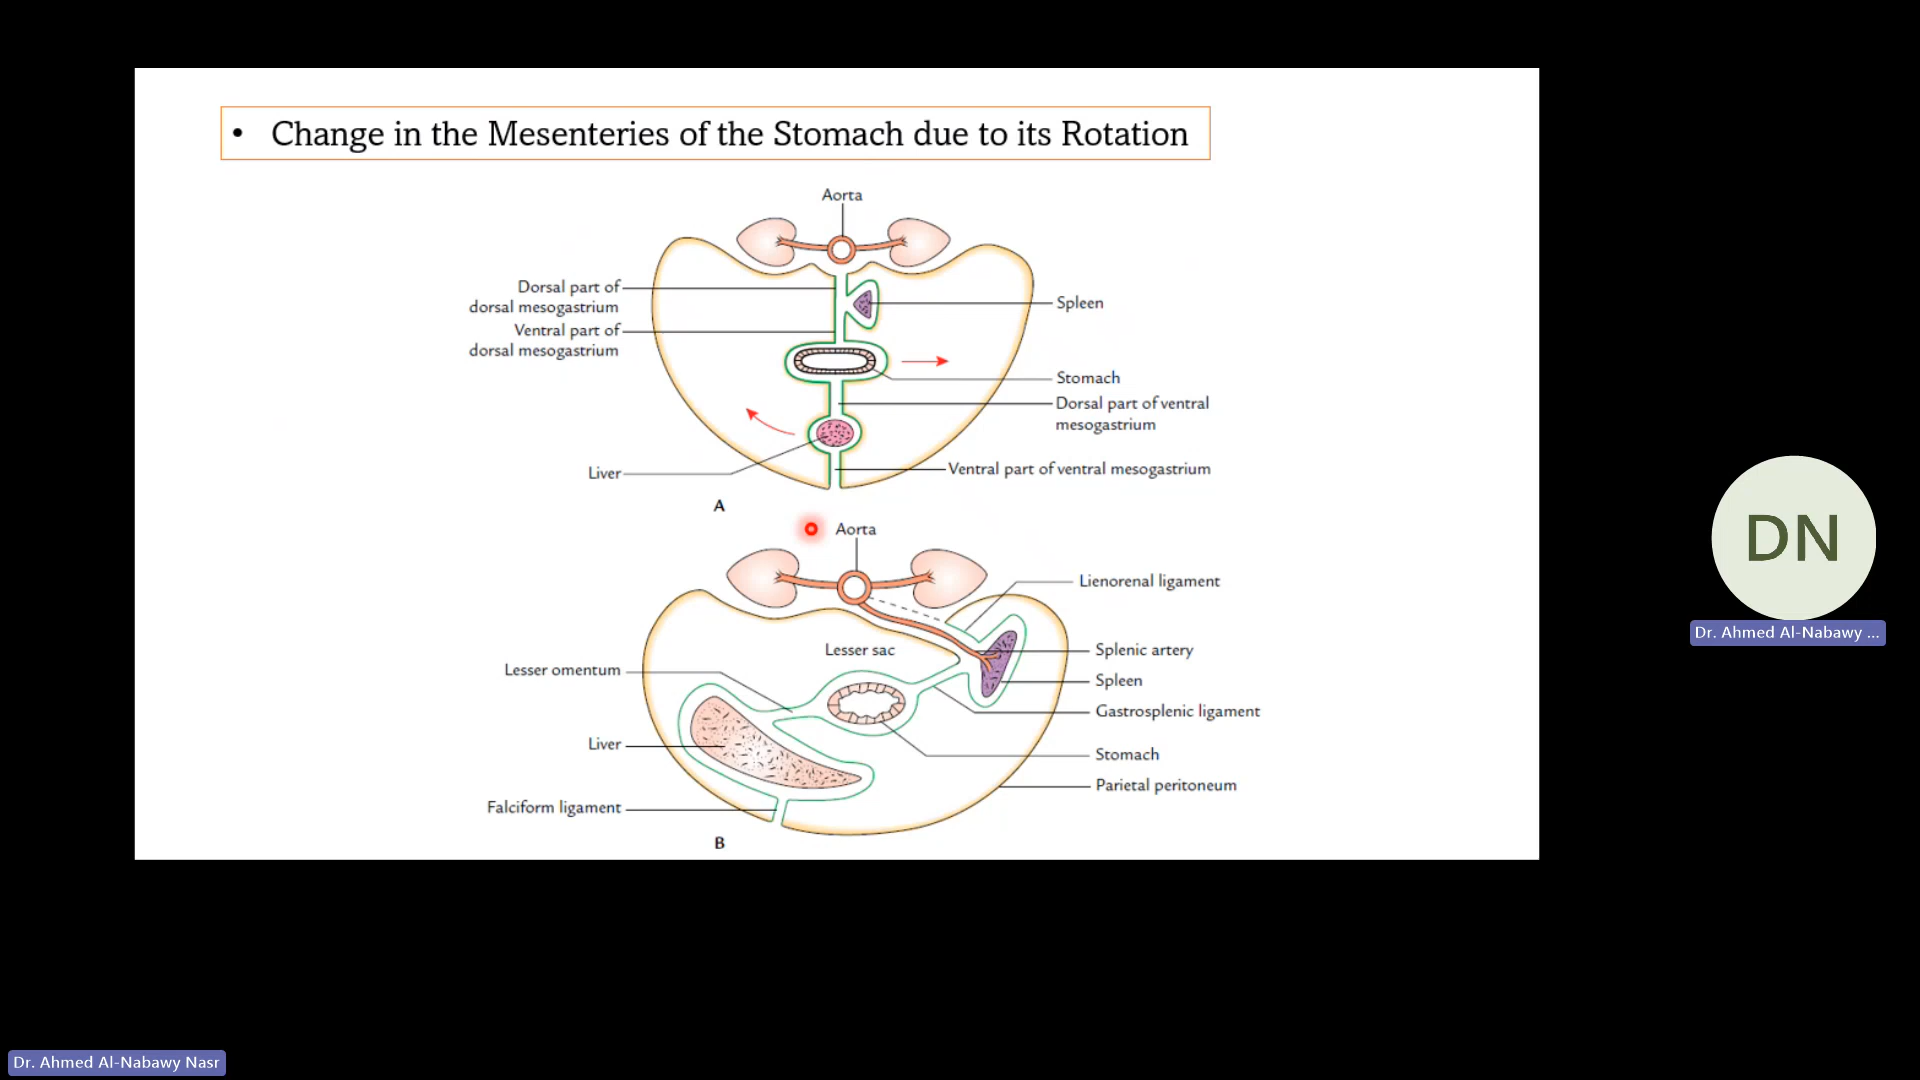 • Change in the Mesenteries of the Stomach due to its Rotation
Aorta
Dorsal part of
dorsal mesogastrium
Ventral part of
dorsal mesogastrium
Spleen
Stomach
Dorsal part of ventral
mesogastrium
Liver
Ventral part of ventral mesogastrium
A
Aorta
Lienorenal ligament
Lesser sac
Splenic artery
Lesser omentum
Spleen
Gastrosplenic ligament
Liver
Stomach
Parietal peritoneum
Falciform ligament
B
DN
Dr. Ahmed Al-Nabawy ...
Dr. Ahmed Al-Nabawy Nasr